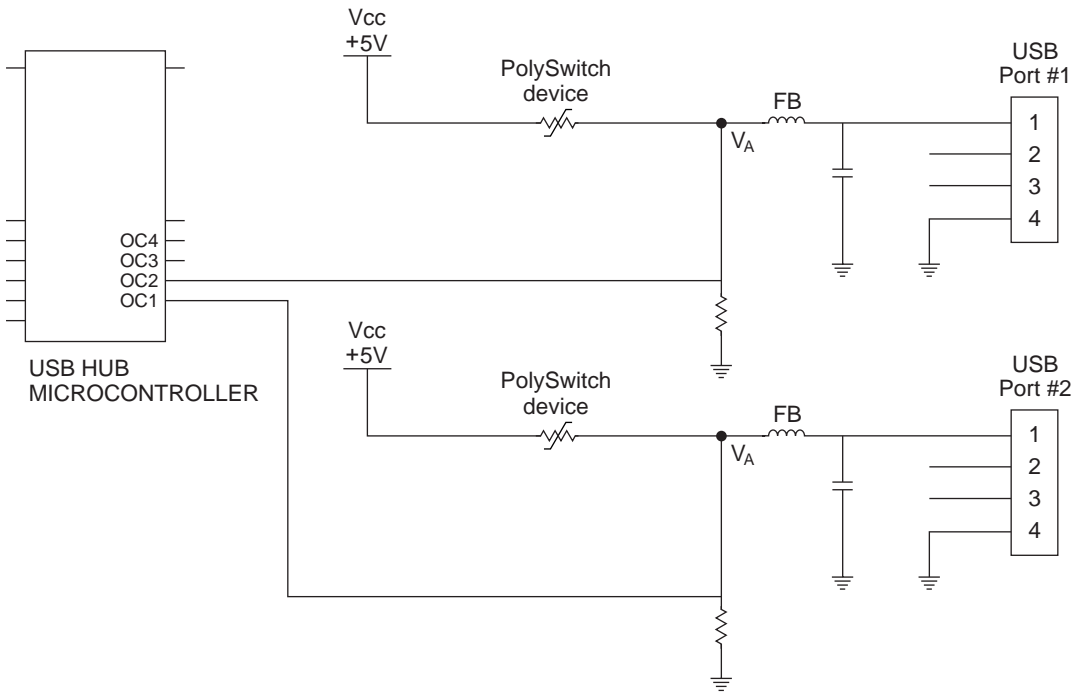 Vcc
+5V
PolySwitch
device
FB
VA
USB
Port #1
1
2
3
4
OC4
OC3
OC2
OC1
USB HUB
MICROCONTROLLER
Vcc
+5V
PolySwitch
device
FB
VA
USB
Port #2
1
2
3
4